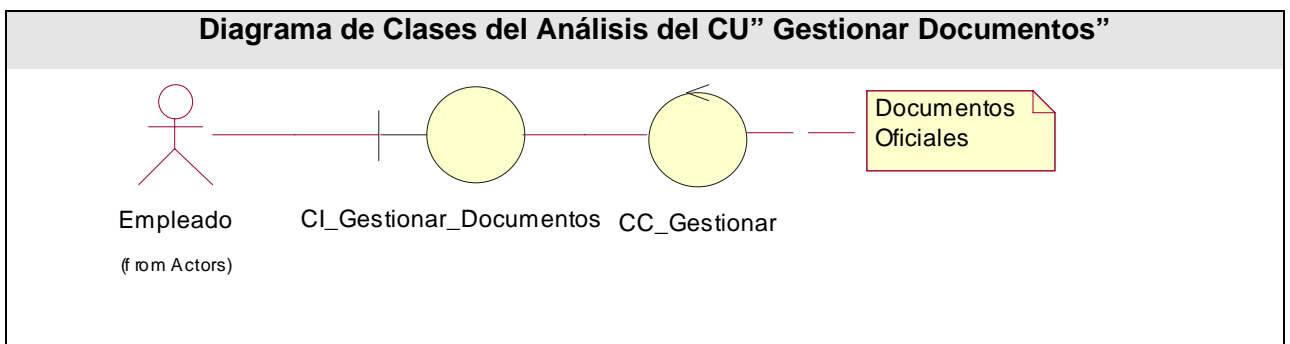 Diagrama de Clases del Análisis del CU” Gestionar Documentos”
Documentos
Oficiales
Empleado
CI_Gestionar_Documentos
CC_Gestionar
(from Actors)